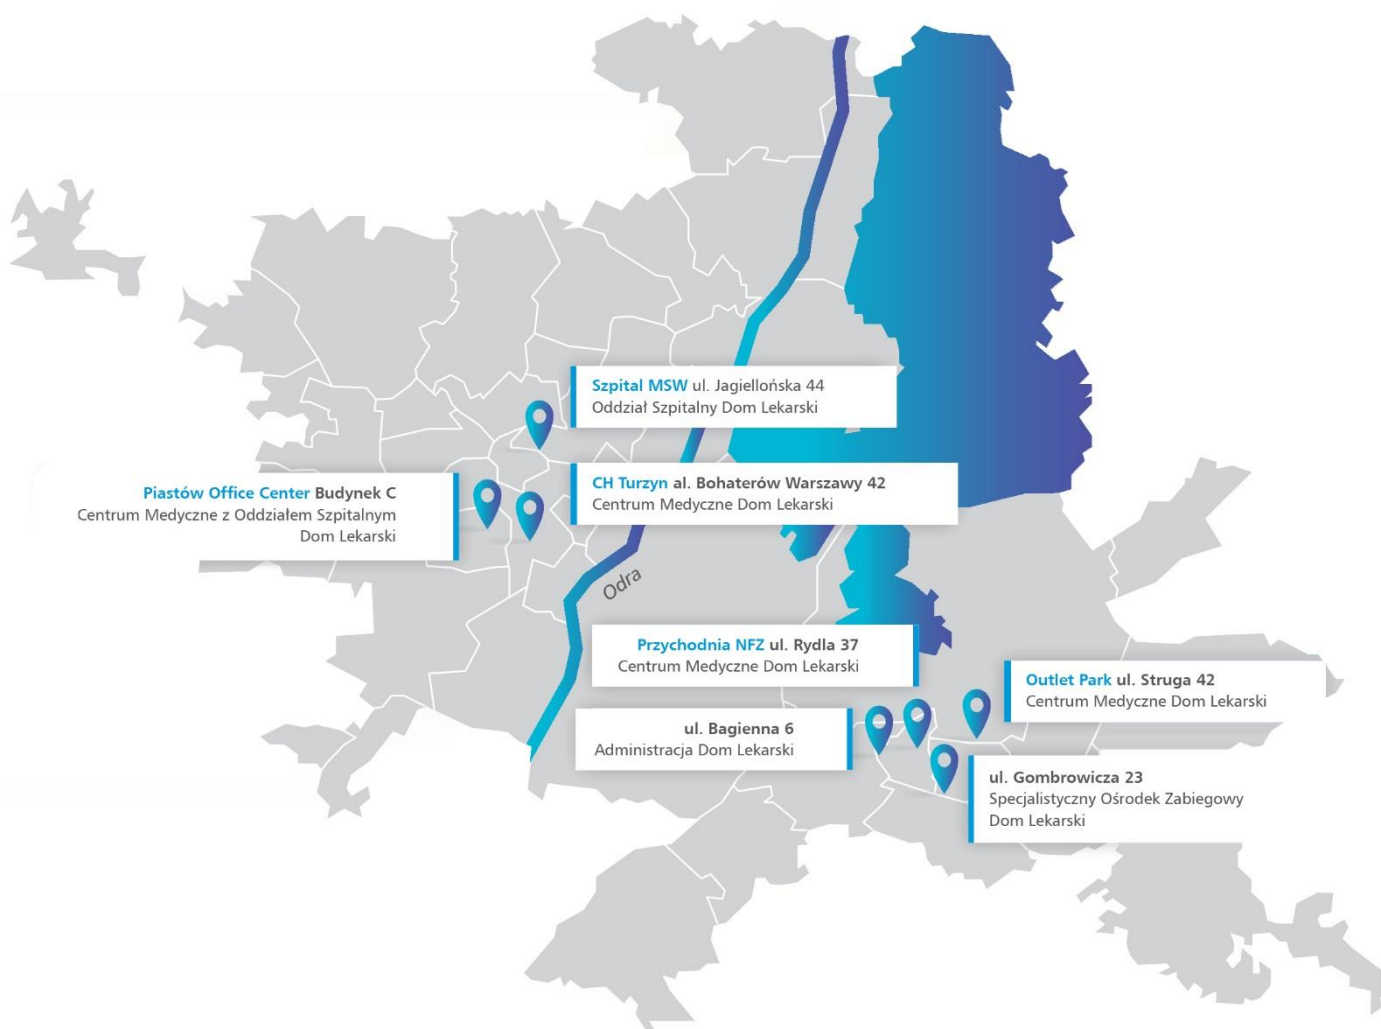 Szpital MSW ul. Jagiellońska 44
Oddział Szpitalny Dom Lekarski
Piastów Office Center Budynek C
Centrum Medyczne z Oddziałem Szpitalnym
Dom Lekarski
CH Turzyn al. Bohaterów Warszawy 42
Centrum Medyczne Dom Lekarski
Odra
Przychodnia NFZ ul. Rydla 37
Centrum Medyczne Dom Lekarski
Outlet Park ul. Struga 42
Centrum Medyczne Dom Lekarski
ul. Bagienna 6
Administracja Dom Lekarski
ul. Gombrowicza 23
Specjalistyczny Ośrodek Zabiegowy
Dom Lekarski